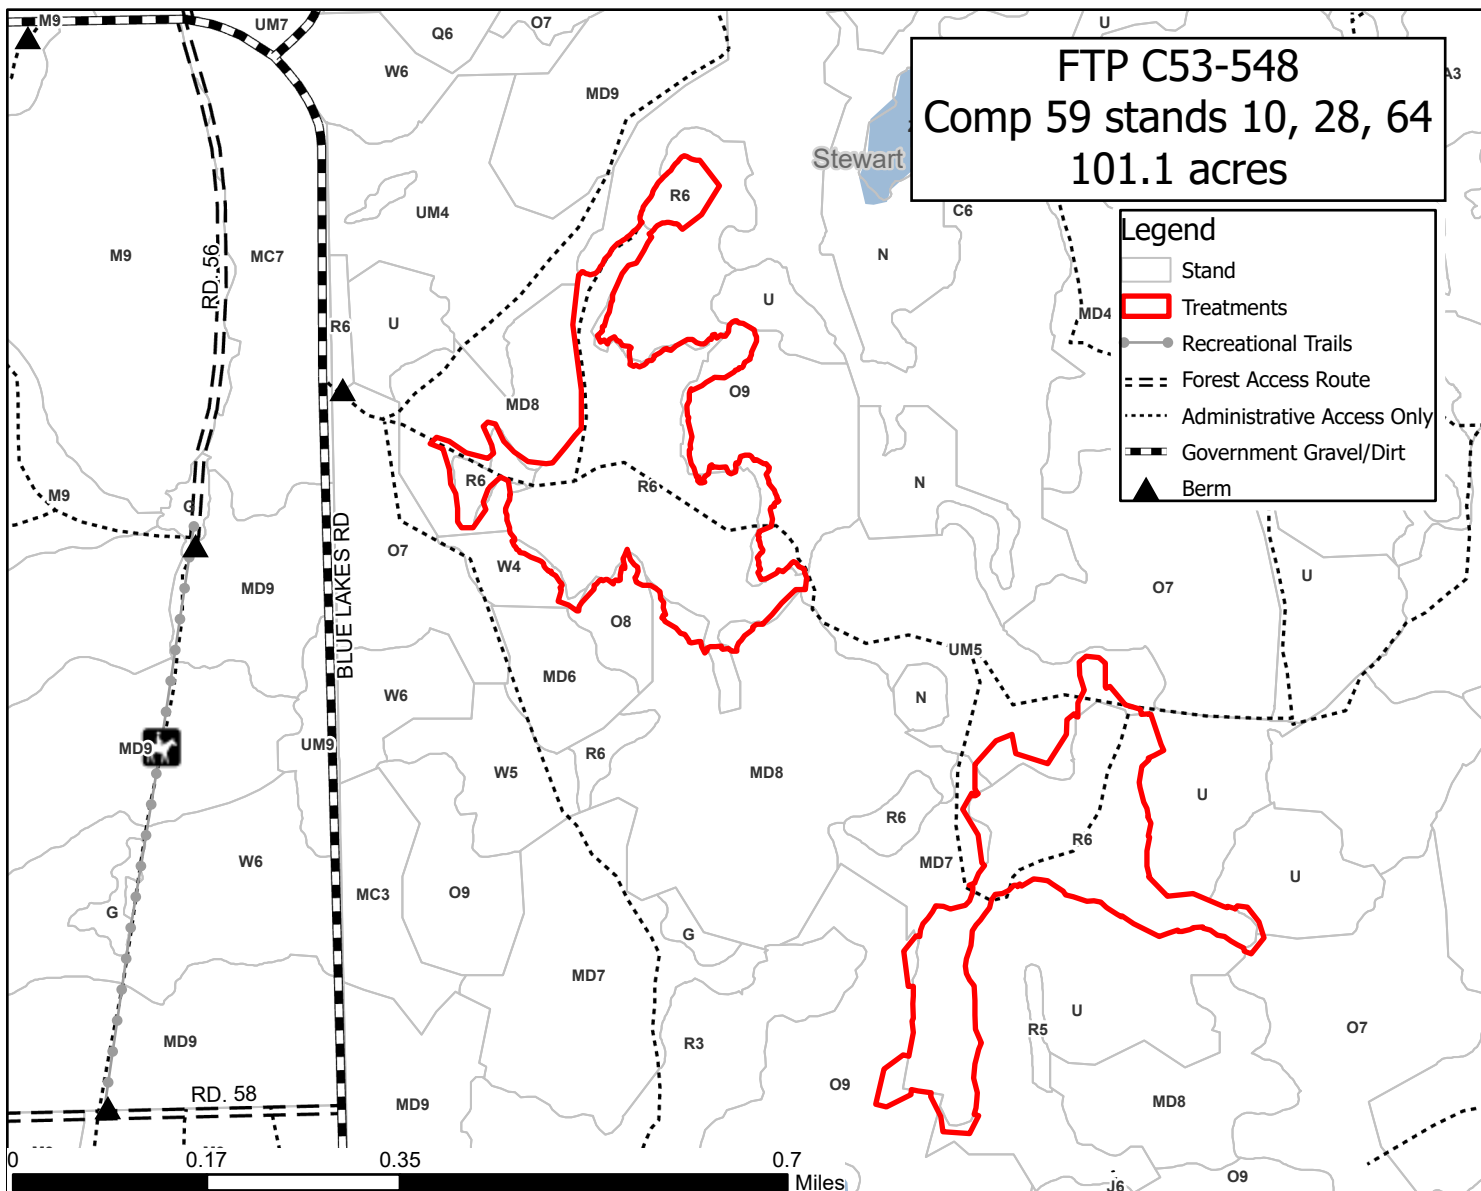 M9
UM7
Q6
O7
U
W6
MD9
A3
FTP C53-548
Comp 59 stands 10, 28, 64
101.1 acres
Stewart
R6
UM4
C6
M9
MC7
N
RD. 56
Legend
Stand
Treatments
Recreational Trails
Forest Access Route
Administrative Access Only
Government Gravel/Dirt
Berm
U
MD4
R6
U
O9
MD8
M9
R6
R6
N
G
BLUE LAKES RD
O7
W4
MD9
O7
U
O8
UM5
MD6
W6
N
MD9
UM9
R6
W5
MD8
U
R6
R6
MD7
W6
MC3
O9
U
G
G
MD7
U
R5
O7
MD9
R3
O9
RD. 58
MD9
MD8
O9
J6
0
0.17
0.35
0.7
Miles